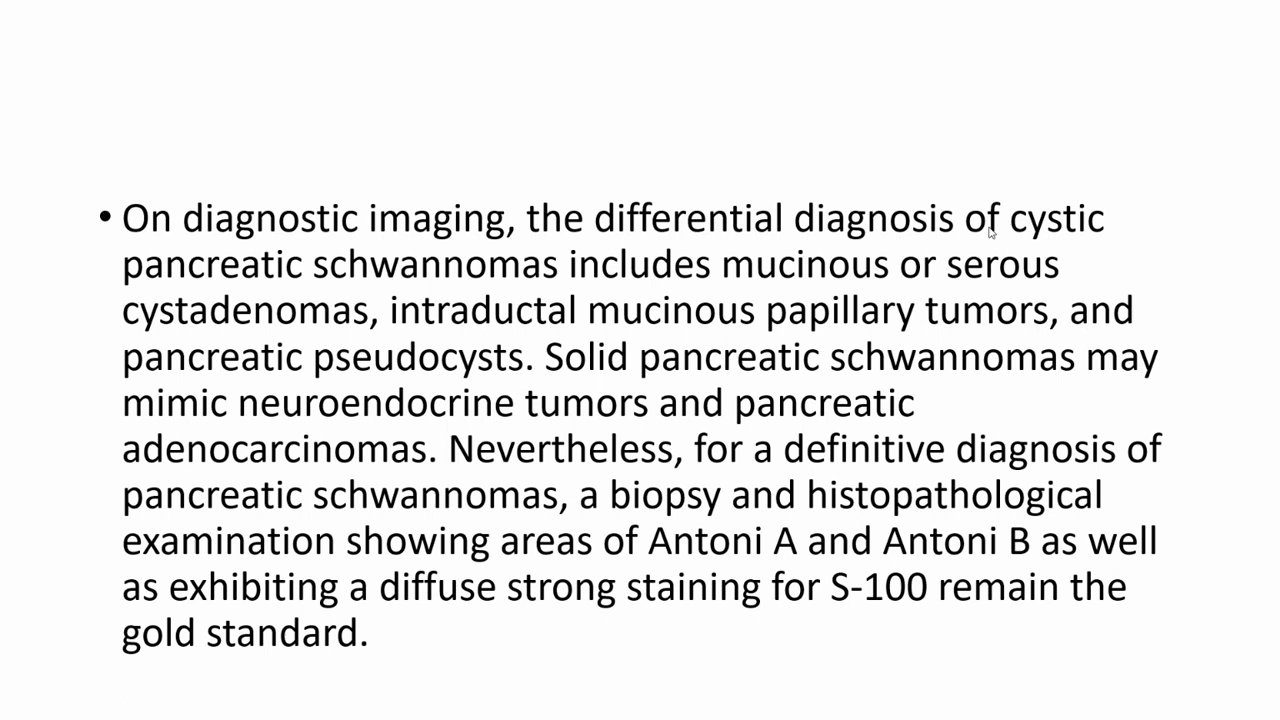 • On diagnostic imaging, the differential diagnosis of cystic
pancreatic schwannomas includes mucinous or serous
cystadenomas, intraductal mucinous papillary tumors, and
pancreatic pseudocysts. Solid pancreatic schwannomas may
mimic neuroendocrine tumors and pancreatic
adenocarcinomas. Nevertheless, for a definitive diagnosis of
pancreatic schwannomas, a biopsy and histopathological
examination showing areas of Antoni A and Antoni B as well
as exhibiting a diffuse strong staining for S-100 remain the
gold standard.